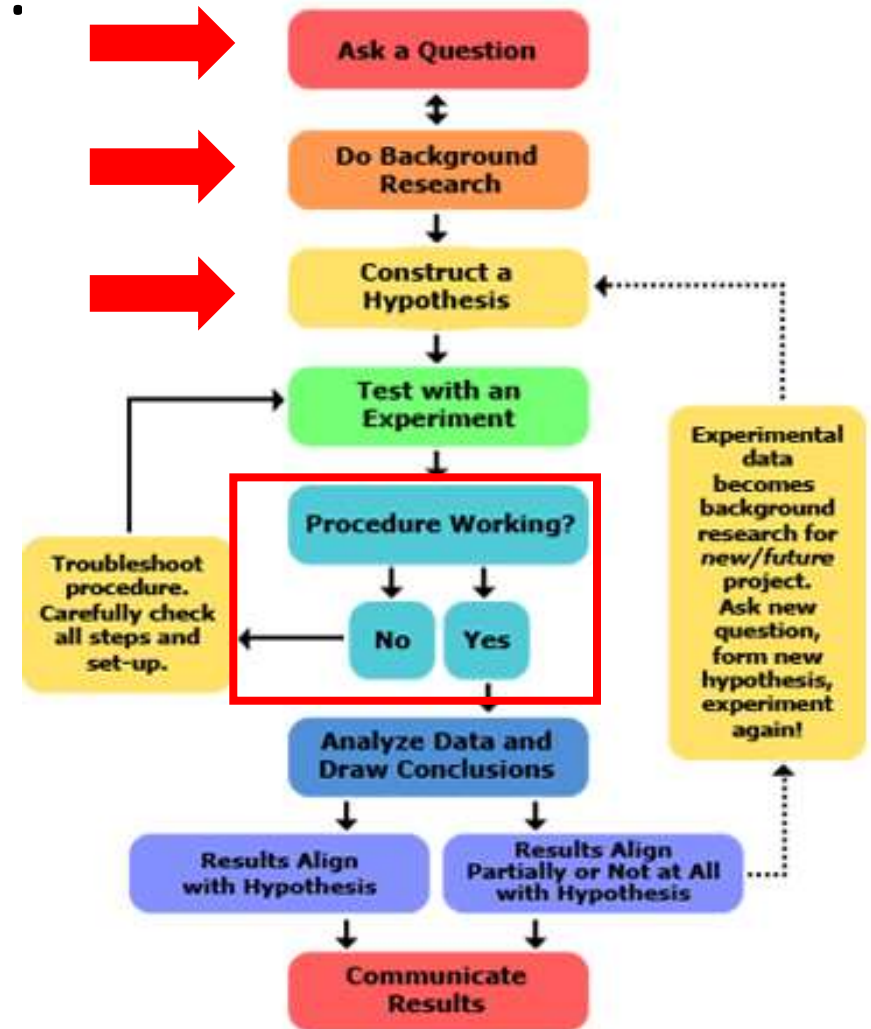 Ask a Question
Do Background
Research
Construct a
Hypothesis
Test with an
Experiment
Procedure Working?
No
Yes
Troubleshoot
procedure.
Carefully check
all steps and
set-up.
Experimental
data
becomes
background
research for
new/future
project.
Ask new
question,
form new
hypothesis,
experiment
again!
Analyze Data and
Draw Conclusions
Results Align
with Hypothesis
Results Align
Partially or Not at All
with Hypothesis
Communicate
Results